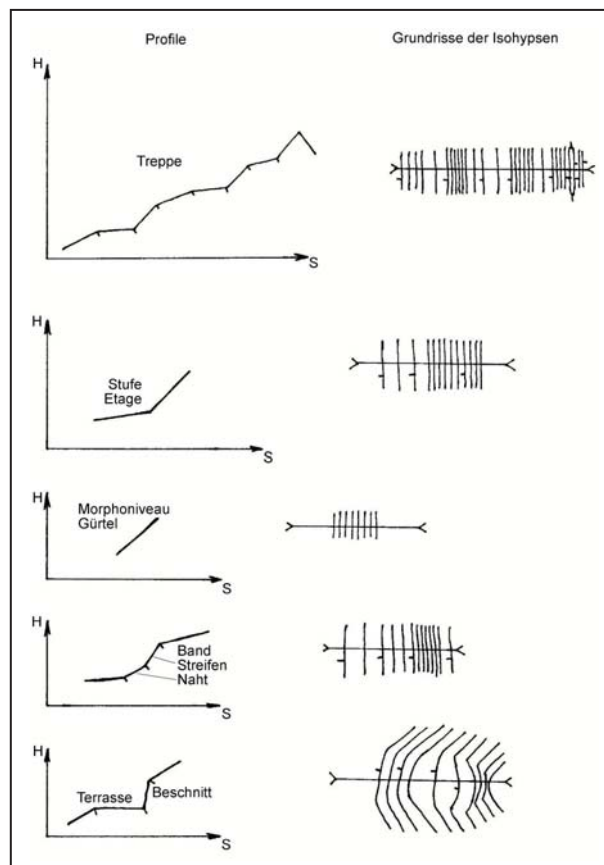 Profile
Grundrisse der Isohypsen
H
Treppe
S
H
Stufe
Etage
S
H
Morphoniveau
Gürtel
S
H
Band
Streifen
Naht
S
H
Terrasse
Beschnitt
S